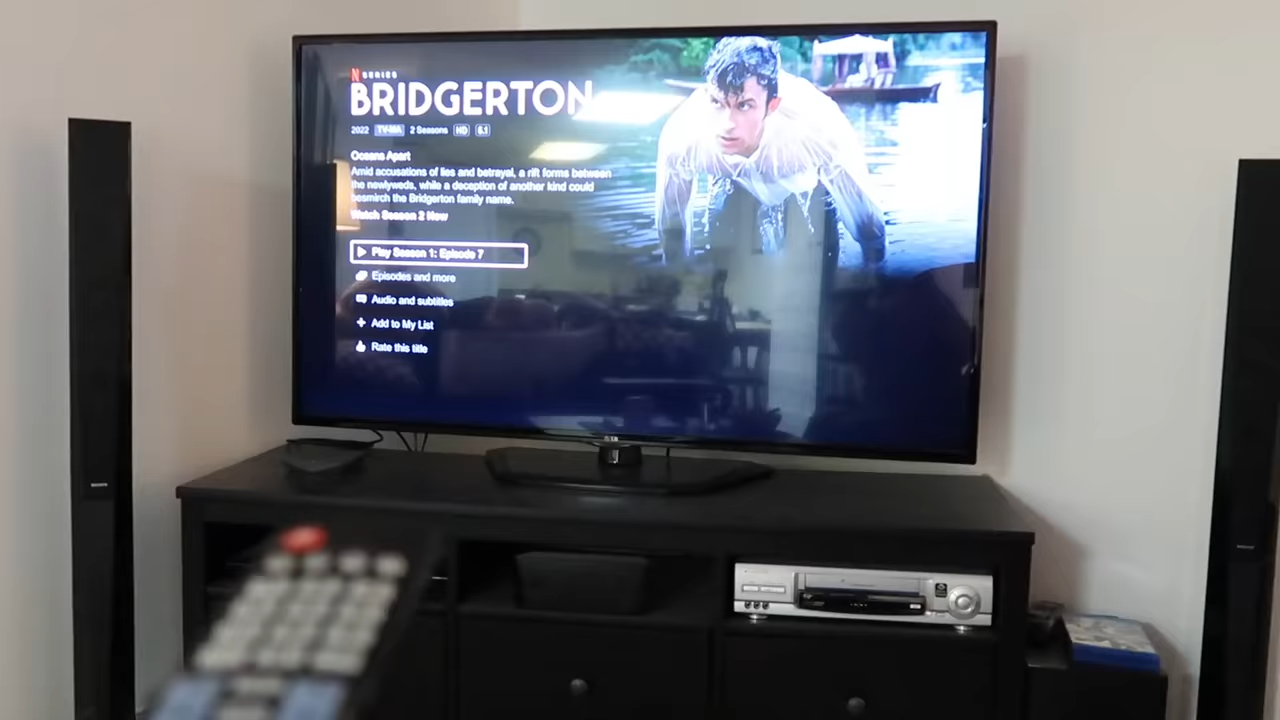 N SERIES
BRIDGERTON
2022 TV-MA 2 Seasons HD 5.1
Oceans Apart
Amid accusations of lies and betrayal, a rift forms between
the newlyweds, while a deception of another kind could
besmirch the Bridgerton family name.
Watch Season 2 Now
Play Season 1: Episode 7
Episodes and more
Audio and subtitles
Add to My List
Rate this title
SONY